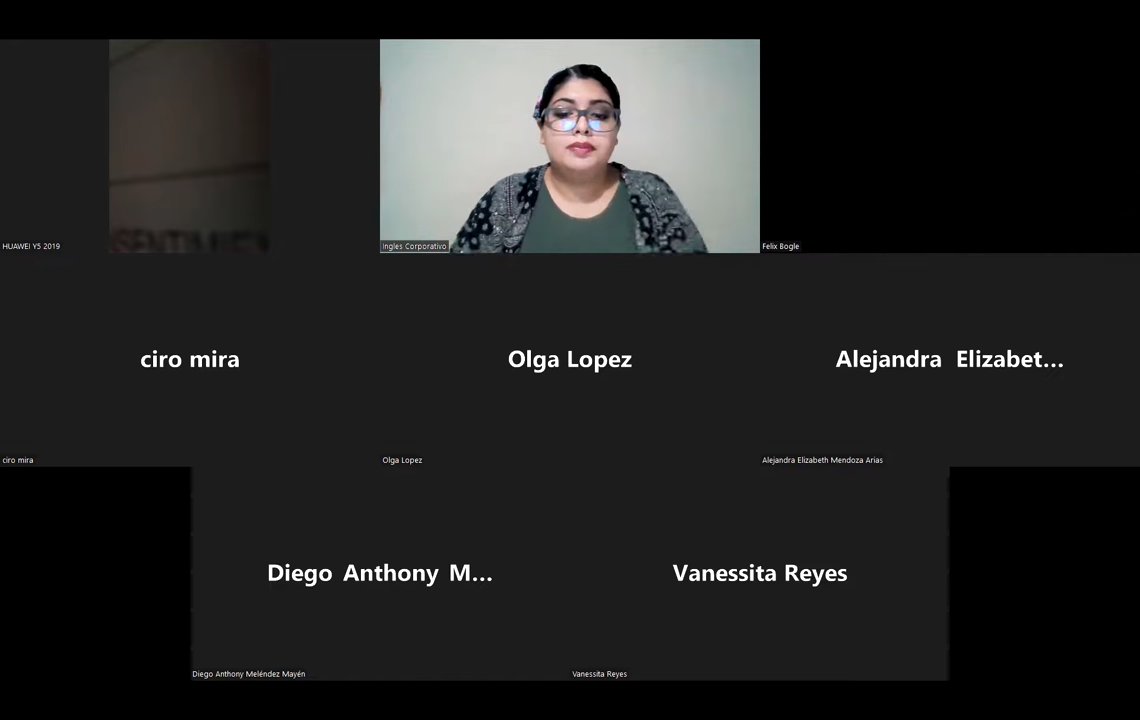 HUAWEI Y5 2019
Ingles Corporativo
Felix Bogle
ciro mira
Olga Lopez
Alejandra Elizabet...
ciro mira
Olga Lopez
Alejandra Elizabeth Mendoza Arias
Diego Anthony M...
Vanessita Reyes
Diego Anthony Meléndez Mayén
Vanessita Reyes